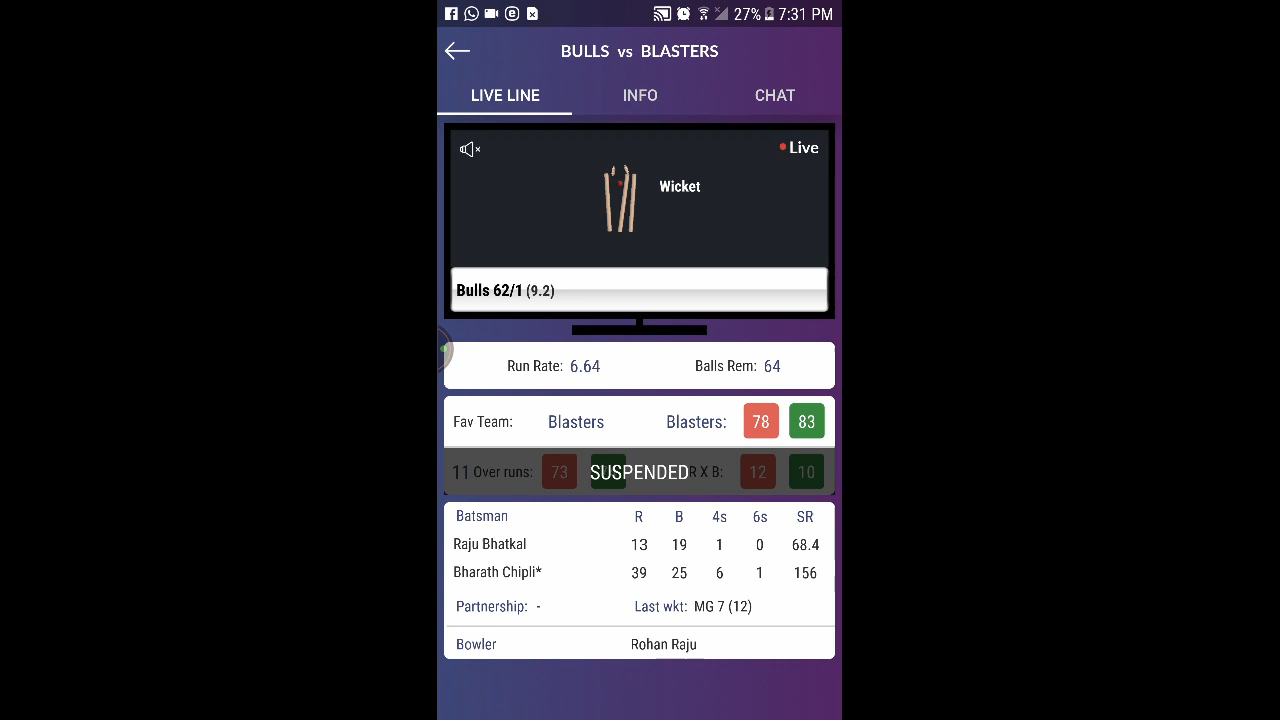 27% 7:31 PM
BULLS vs BLASTERS
LIVE LINE INFO CHAT
Live
Wicket
Bulls 62/1 (9.2)
Run Rate: 6.64 Balls Rem: 64
Fav Team: Blasters Blasters: 78 83
11 Over runs: 73 SUSPENDED R X B: 12 10
Batsman R B 4s 6s SR
Raju Bhatkal 13 19 1 0 68.4
Bharath Chipli* 39 25 6 1 156
Partnership: - Last wkt: MG 7 (12)
Bowler Rohan Raju